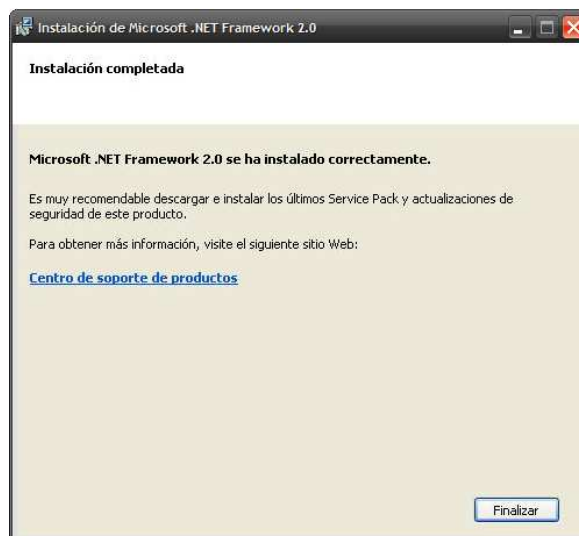 Instalación de Microsoft .NET Framework 2.0
Instalación completada
Microsoft .NET Framework 2.0 se ha instalado correctamente.
Es muy recomendable descargar e instalar los últimos Service Pack y actualizaciones de
seguridad de este producto.
Para obtener más información, visite el siguiente sitio Web:
Centro de soporte de productos
Finalizar